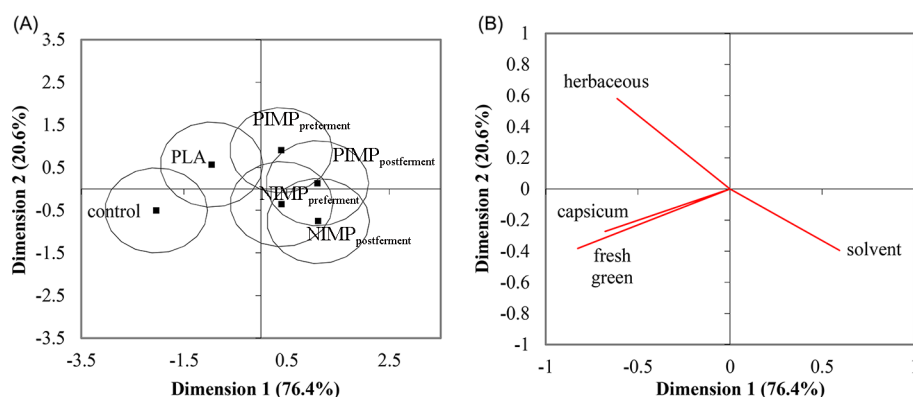 (A)
3.5
2.5
1.5
0.5
-0.5
-1.5
-2.5
-3.5
Dimension 2 (20.6%)
PIMPpreferment
PLA
PIMPpostferment
NIMPpreferment
control
NIMPpostferment
-3.5 -1.5 0.5 2.5
Dimension 1 (76.4%)
(B)
1
0.8
0.6
0.4
0.2
0
-0.2
-0.4
-0.6
-0.8
-1
Dimension 2 (20.6%)
herbaceous
capsicum
fresh
green
solvent
-1 -0.5 0 0.5 1
Dimension 1 (76.4%)